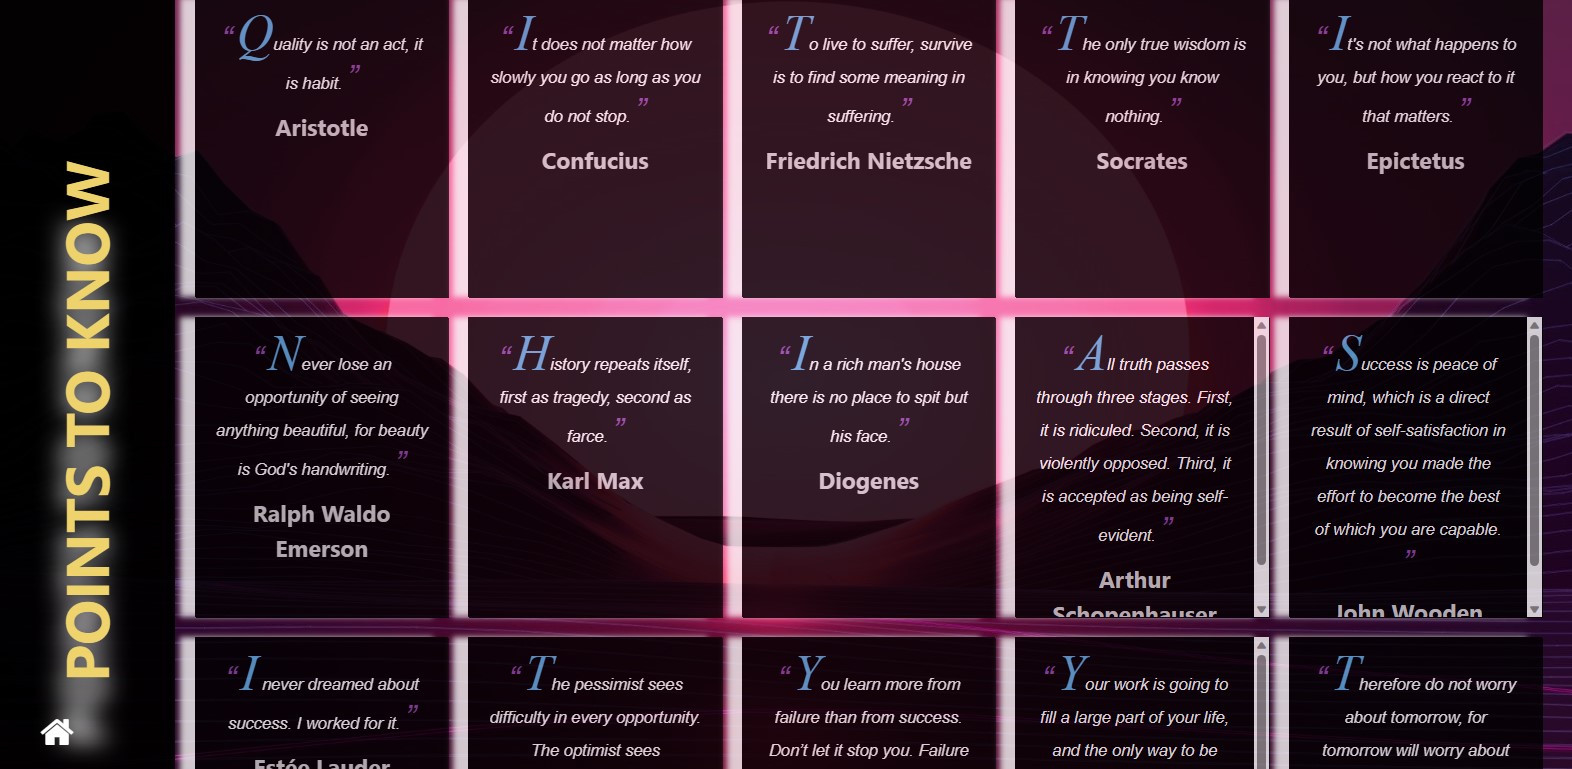 POINTS TO KNOW
“Quality is not an act, it
is habit. ”
Aristotle
“It does not matter how
slowly you go as long as you
do not stop. ”
Confucius
“To live to suffer, survive
is to find some meaning in
suffering. ”
Friedrich Nietzsche
“The only true wisdom is
in knowing you know
nothing. ”
Socrates
“It's not what happens to
you, but how you react to it
that matters. ”
Epictetus
“Never lose an
opportunity of seeing
anything beautiful, for beauty
is God's handwriting. ”
Ralph Waldo
Emerson
“History repeats itself,
first as tragedy, second as
farce. ”
Karl Max
“In a rich man's house
there is no place to spit but
his face. ”
Diogenes
“All truth passes
through three stages. First,
it is ridiculed. Second, it is
violently opposed. Third, it
is accepted as being self-
evident. ”
Arthur
Schopenhauser
“Success is peace of
mind, which is a direct
result of self-satisfaction in
knowing you made the
effort to become the best
of which you are capable.
”
John Wooden
“I never dreamed about
success. I worked for it. ”
Estée Lauder
“The pessimist sees
difficulty in every opportunity.
The optimist sees
“You learn more from
failure than from success.
Don’t let it stop you. Failure
“Your work is going to
fill a large part of your life,
and the only way to be
“Therefore do not worry
about tomorrow, for
tomorrow will worry about